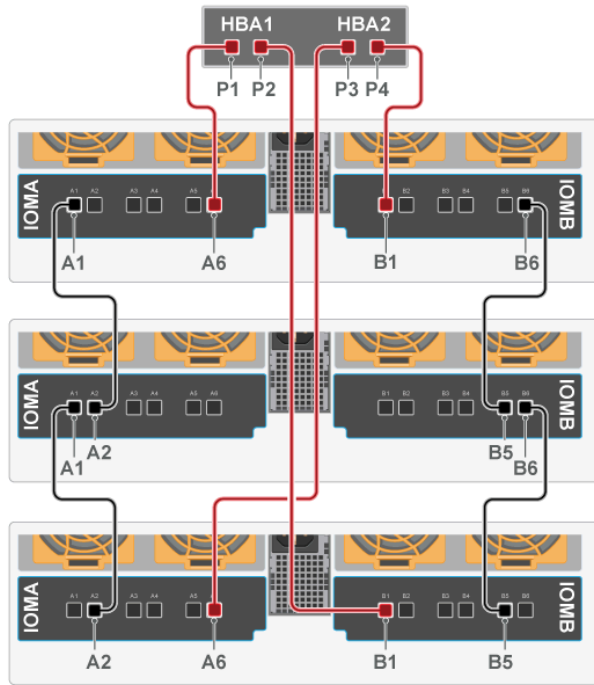 HBA1 HBA2
P1 P2 P3 P4
IOMA A1 A2 A3 A4 A5 B2 B3 B4 B5 B6 IOMB
A1 A6 B1 B6
IOMA A1 A2 A3 A4 A5 A6 B1 B2 B3 B4 B5 B6 IOMB
A1 A2 B5 B6
IOMA A1 A2 A3 A4 A5 B1 B2 B3 B4 B5 B6 IOMB
A2 A6 B1 B5